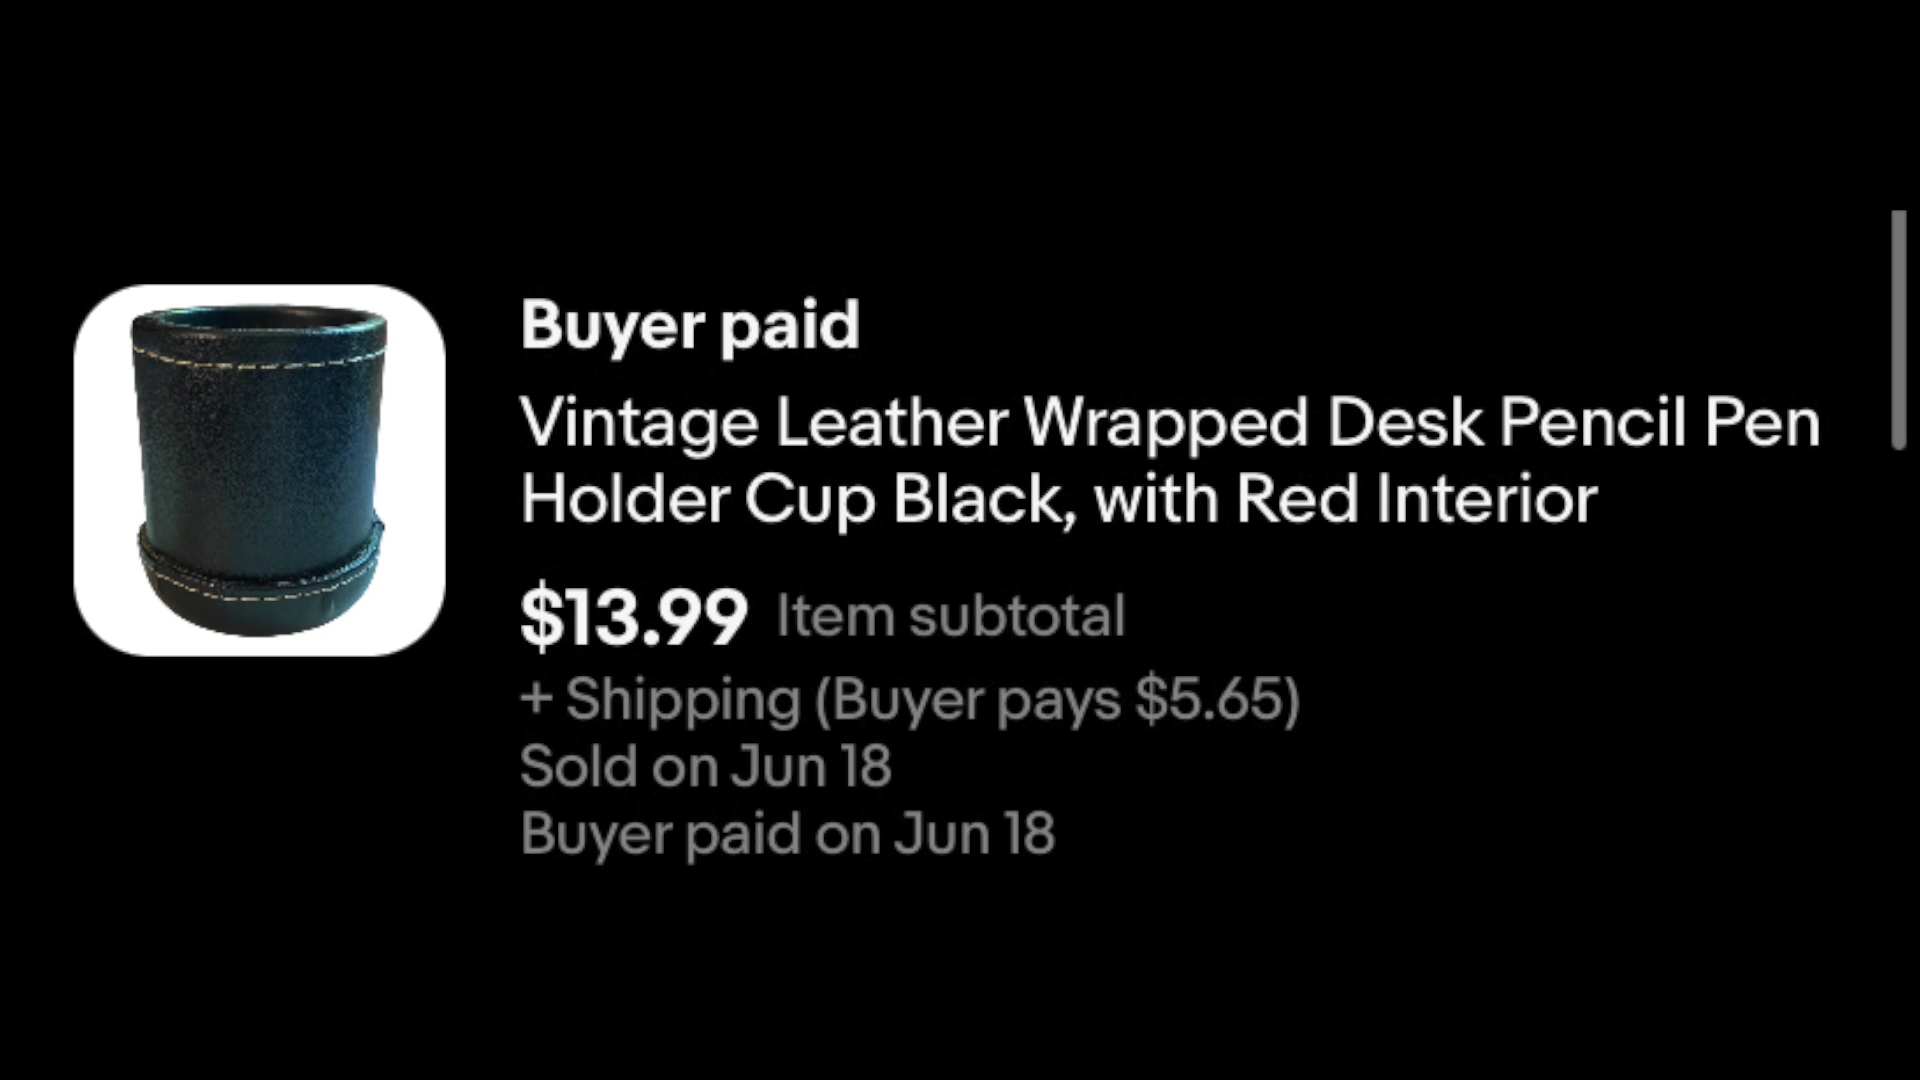 Buyer paid
Vintage Leather Wrapped Desk Pencil Pen
Holder Cup Black, with Red Interior
$13.99 Item subtotal
+ Shipping (Buyer pays $5.65)
Sold on Jun 18
Buyer paid on Jun 18